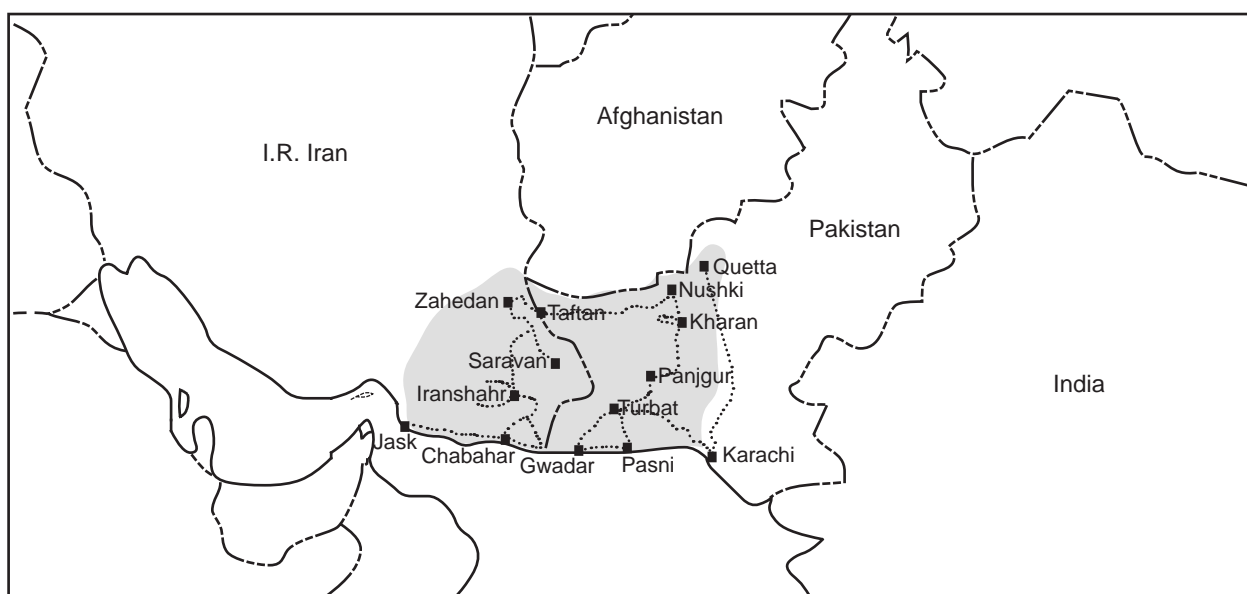 Afghanistan
I.R. Iran
Pakistan
Quetta
Nushki
Zahedan
Taftan
Kharan
Saravan
Panjgur
India
Iranshahr
Turbat
Jask
Chabahar
Gwadar
Pasni
Karachi